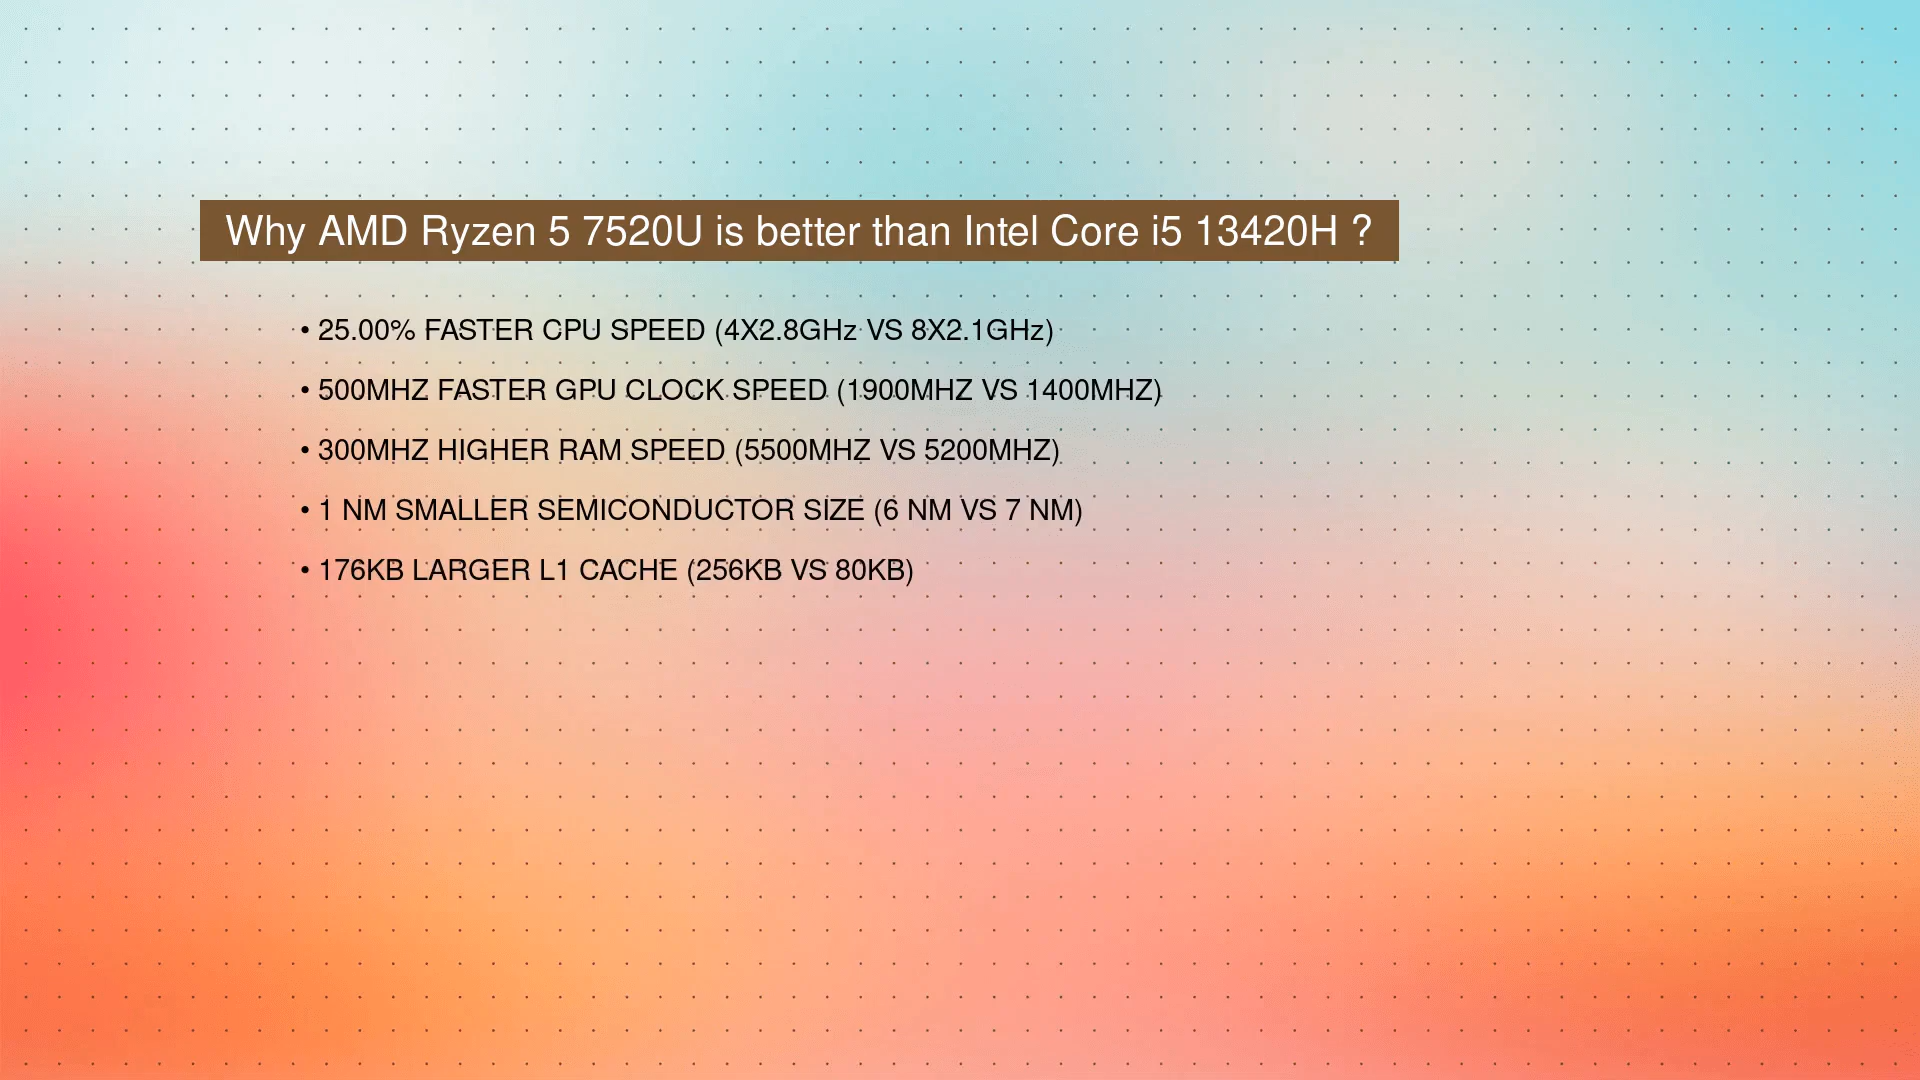 Why AMD Ryzen 5 7520U is better than Intel Core i5 13420H ?
• 25.00% FASTER CPU SPEED (4X2.8GHz VS 8X2.1GHz)
• 500MHZ FASTER GPU CLOCK SPEED (1900MHZ VS 1400MHZ)
• 300MHZ HIGHER RAM SPEED (5500MHZ VS 5200MHZ)
• 1 NM SMALLER SEMICONDUCTOR SIZE (6 NM VS 7 NM)
• 176KB LARGER L1 CACHE (256KB VS 80KB)